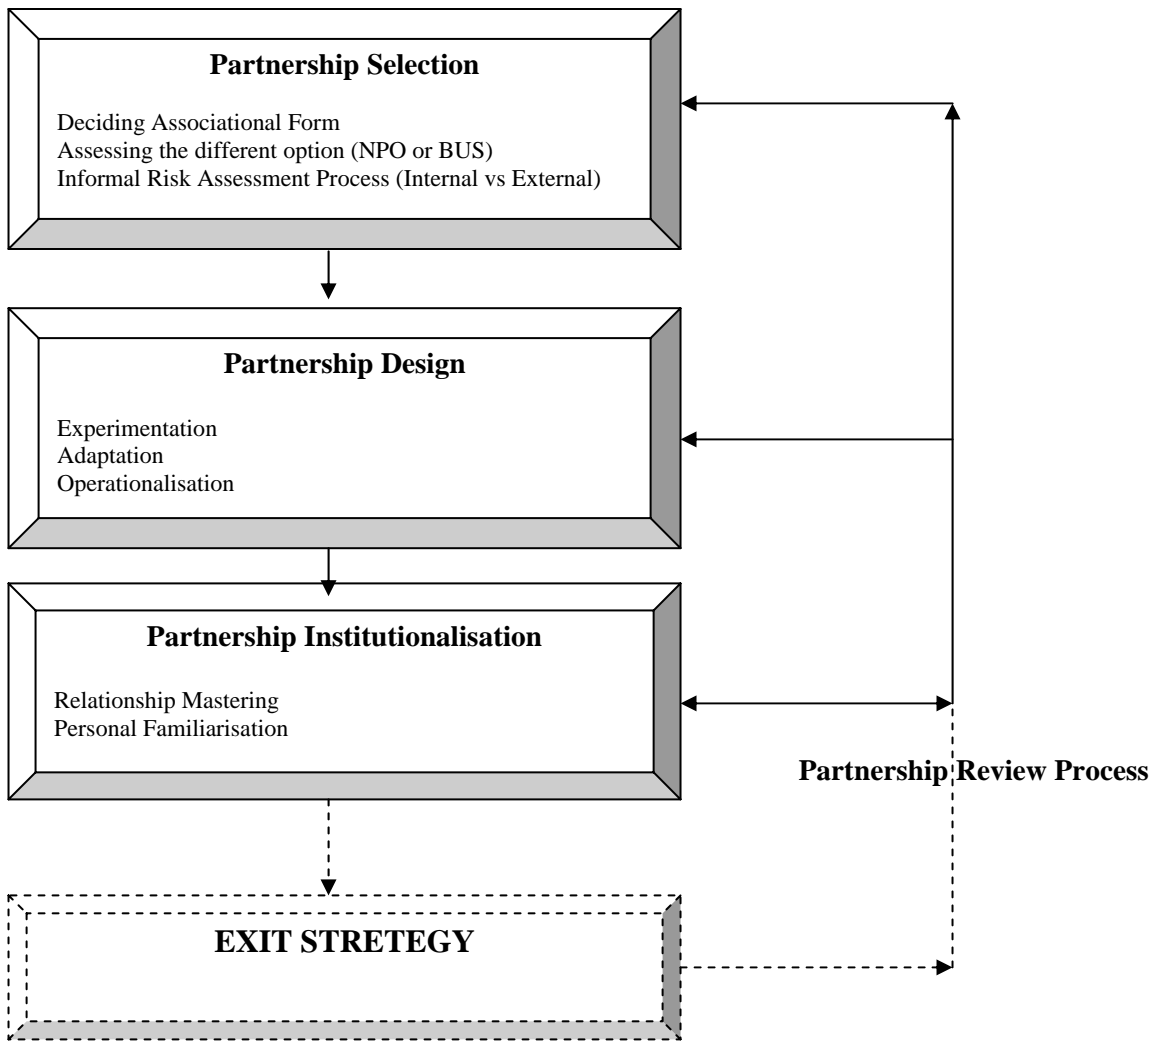 Partnership Selection
Deciding Associational Form
Assessing the different option (NPO or BUS)
Informal Risk Assessment Process (Internal vs External)
Partnership Design
Experimentation
Adaptation
Operationalisation
Partnership Institutionalisation
Relationship Mastering
Personal Familiarisation
Partnership Review Process
EXIT STRETEGY